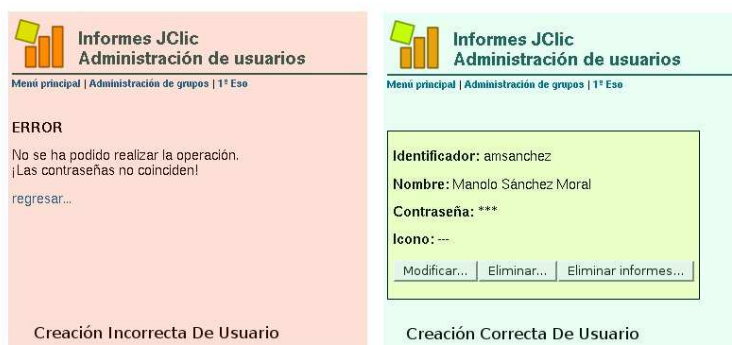 Informes JClic
Administración de usuarios
Menú principal | Administración de grupos | 1º Eso
ERROR
No se ha podido realizar la operación.
¡Las contraseñas no coinciden!
regresar...
Creación Incorrecta De Usuario
Informes JClic
Administración de usuarios
Menú principal | Administración de grupos | 1º Eso
Identificador: amsanchez
Nombre: Manolo Sánchez Moral
Contraseña: ***
Icono: ---
Modificar... Eliminar... Eliminar informes...
Creación Correcta De Usuario